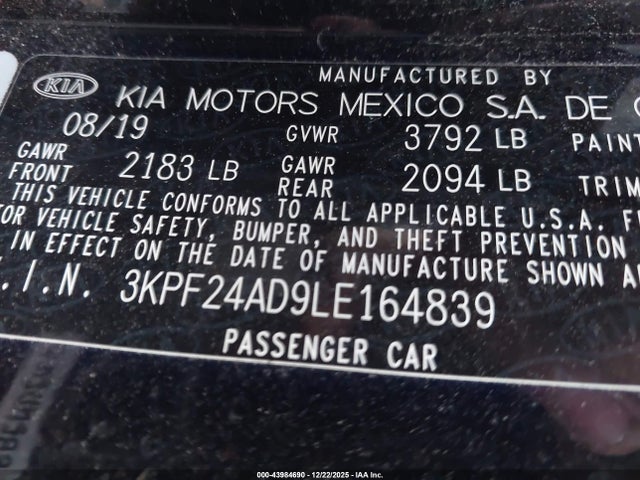 MANUFACTURED BY
KIA KIA MOTORS MEXICO S.A. DE
08/19 GVWR 3792 LB PAINT
GAWR FRONT 2183 LB GAWR REAR 2094 LB TRIM
THIS VEHICLE CONFORMS TO ALL APPLICABLE U.S.A. F
OR VEHICLE SAFETY, BUMPER, AND THEFT PREVENTION
IN EFFECT ON THE DATE OF MANUFACTURE SHOWN A
.I.N. 3KPF24AD9LE164839
PASSENGER CAR
000-43984690 - 12/22/2025 - IAA Inc.